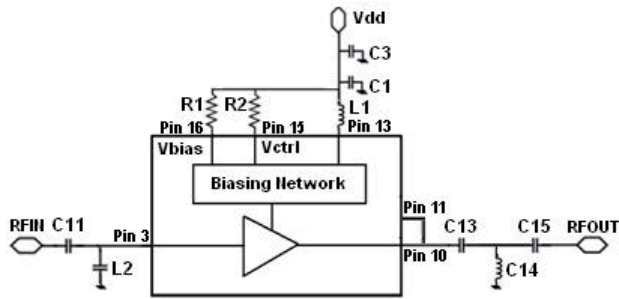 Vdd
C3
C1
R1 R2 L1
Pin 16 Pin 15 Pin 13
Vbias Vctrl
Biasing Network
RFIN C11 Pin 3 Pin 11 C13 C15 RFOUT
L2 Pin 10 C14